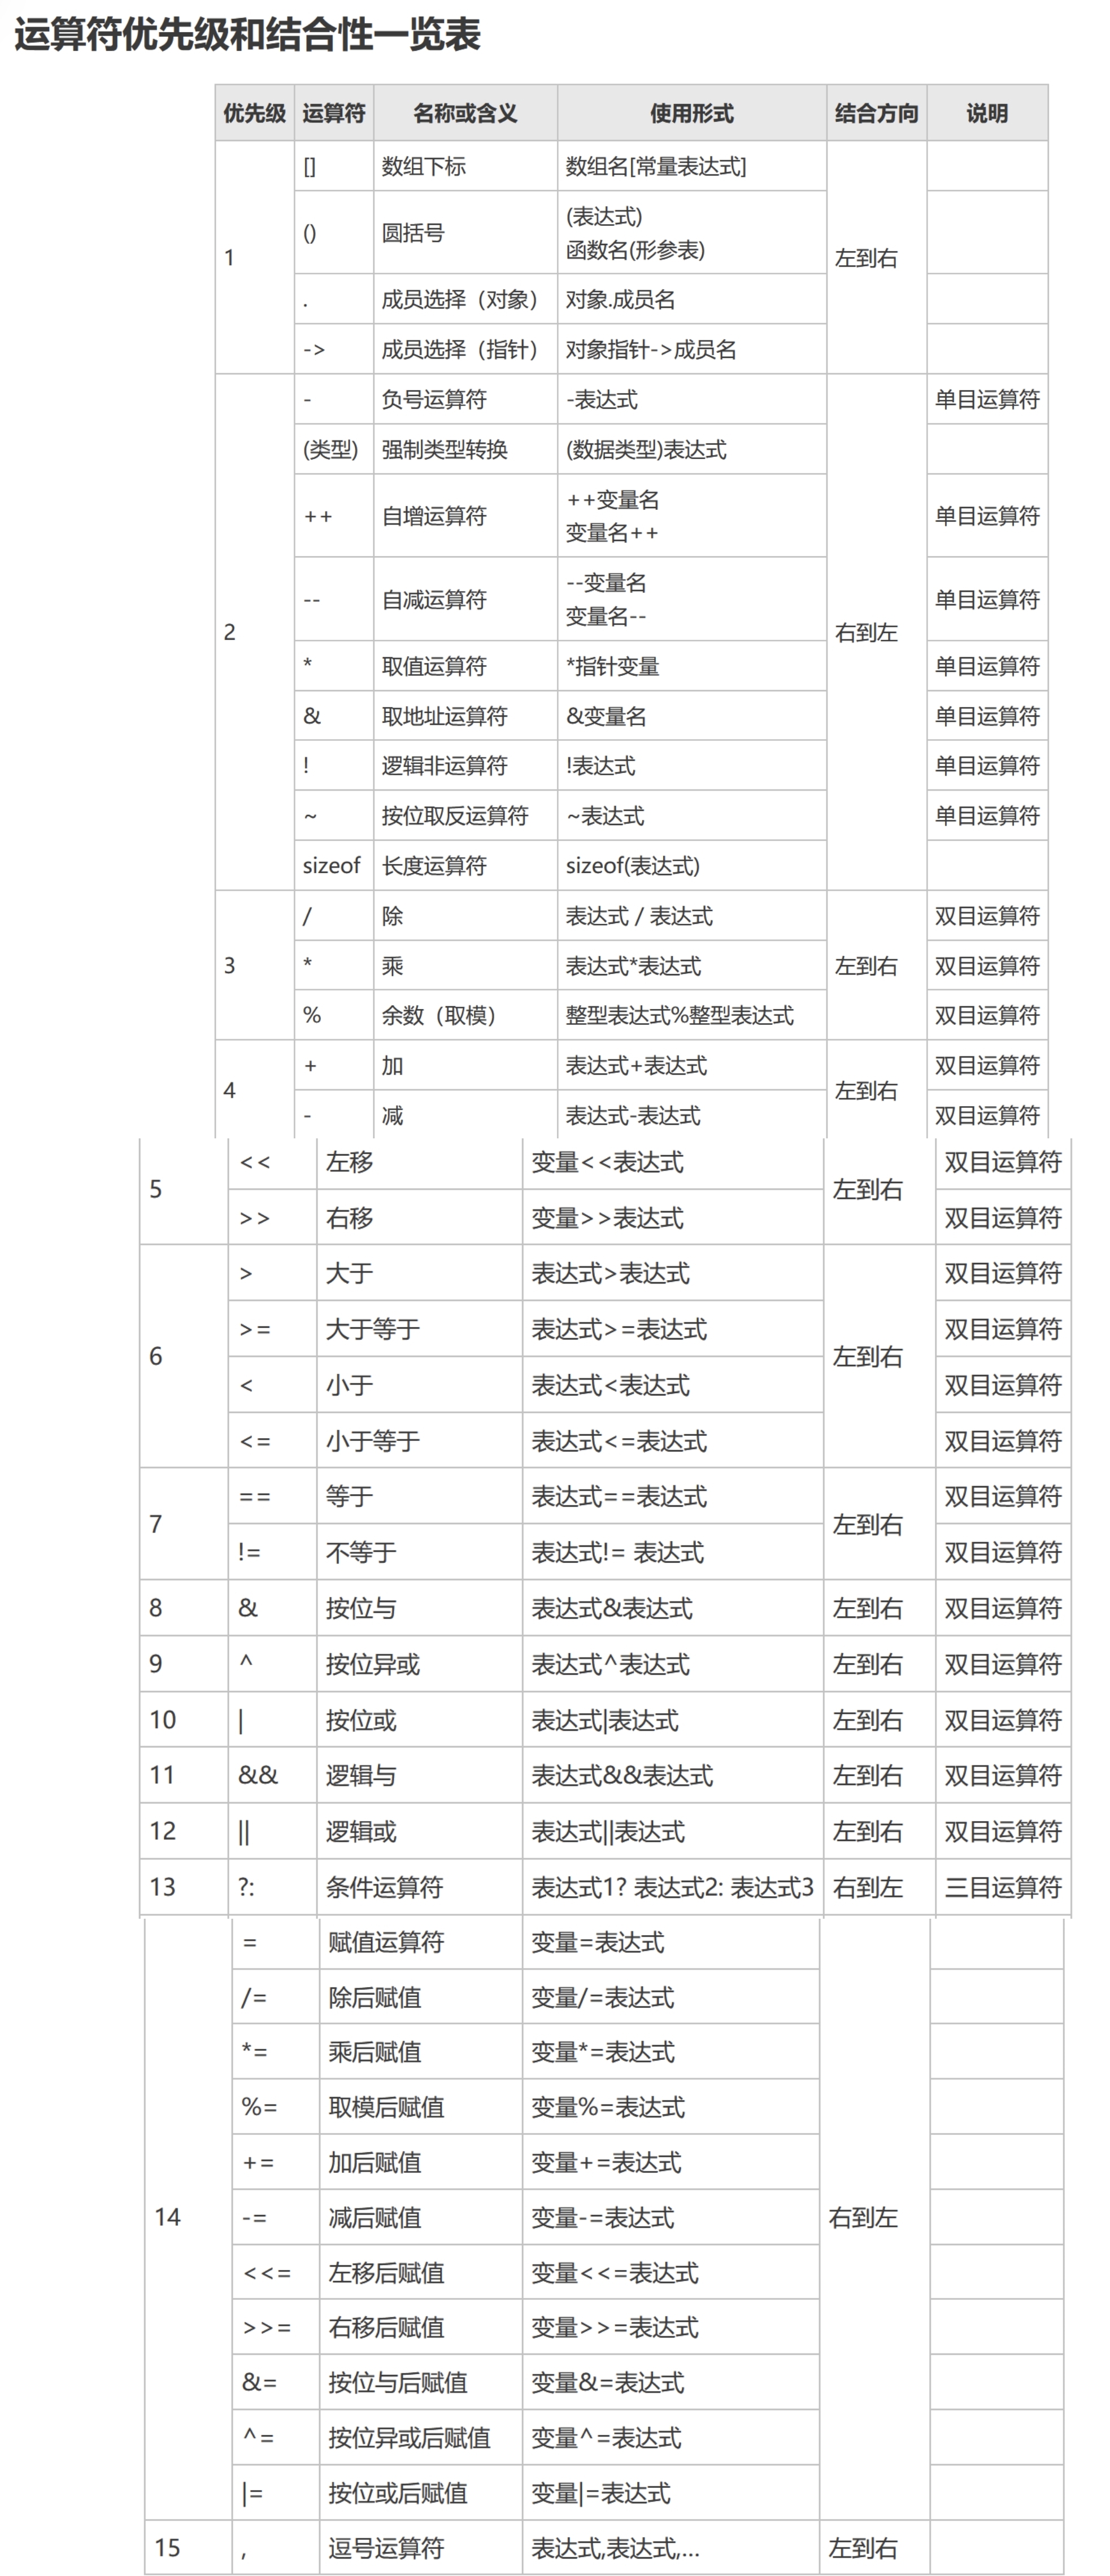 运算符优先级和结合性一览表
优先级 运算符 名称或含义 使用形式 结合方向 说明
1 [] 数组下标 数组名[常量表达式] 左到右
() 圆括号 (表达式)
函数名(形参表)
. 成员选择（对象） 对象.成员名
-> 成员选择（指针） 对象指针->成员名
2 - 负号运算符 -表达式 右到左 单目运算符
(类型) 强制类型转换 (数据类型)表达式
++ 自增运算符 ++变量名
变量名++ 单目运算符
-- 自减运算符 --变量名
变量名-- 单目运算符
* 取值运算符 *指针变量 单目运算符
& 取地址运算符 &变量名 单目运算符
! 逻辑非运算符 !表达式 单目运算符
~ 按位取反运算符 ~表达式 单目运算符
sizeof 长度运算符 sizeof(表达式)
3 / 除 表达式 / 表达式 左到右 双目运算符
* 乘 表达式*表达式 双目运算符
% 余数（取模） 整型表达式%整型表达式 双目运算符
4 + 加 表达式+表达式 左到右 双目运算符
- 减 表达式-表达式 双目运算符
5 << 左移 变量<<表达式 左到右 双目运算符
>> 右移 变量>>表达式 双目运算符
6 > 大于 表达式>表达式 左到右 双目运算符
>= 大于等于 表达式>=表达式 双目运算符
< 小于 表达式<表达式 双目运算符
<= 小于等于 表达式<=表达式 双目运算符
7 == 等于 表达式==表达式 左到右 双目运算符
!= 不等于 表达式!= 表达式 双目运算符
8 & 按位与 表达式&表达式 左到右 双目运算符
9 ^ 按位异或 表达式^表达式 左到右 双目运算符
10 | 按位或 表达式|表达式 左到右 双目运算符
11 && 逻辑与 表达式&&表达式 左到右 双目运算符
12 || 逻辑或 表达式||表达式 左到右 双目运算符
13 ?: 条件运算符 表达式1? 表达式2: 表达式3 右到左 三目运算符
14 = 赋值运算符 变量=表达式 右到左
/= 除后赋值 变量/=表达式
*= 乘后赋值 变量*=表达式
%= 取模后赋值 变量%=表达式
+= 加后赋值 变量+=表达式
-= 减后赋值 变量-=表达式
<<= 左移后赋值 变量<<=表达式
>>= 右移后赋值 变量>>=表达式
&= 按位与后赋值 变量&=表达式
^= 按位异或后赋值 变量^=表达式
|= 按位或后赋值 变量|=表达式
15 , 逗号运算符 表达式,表达式,... 左到右